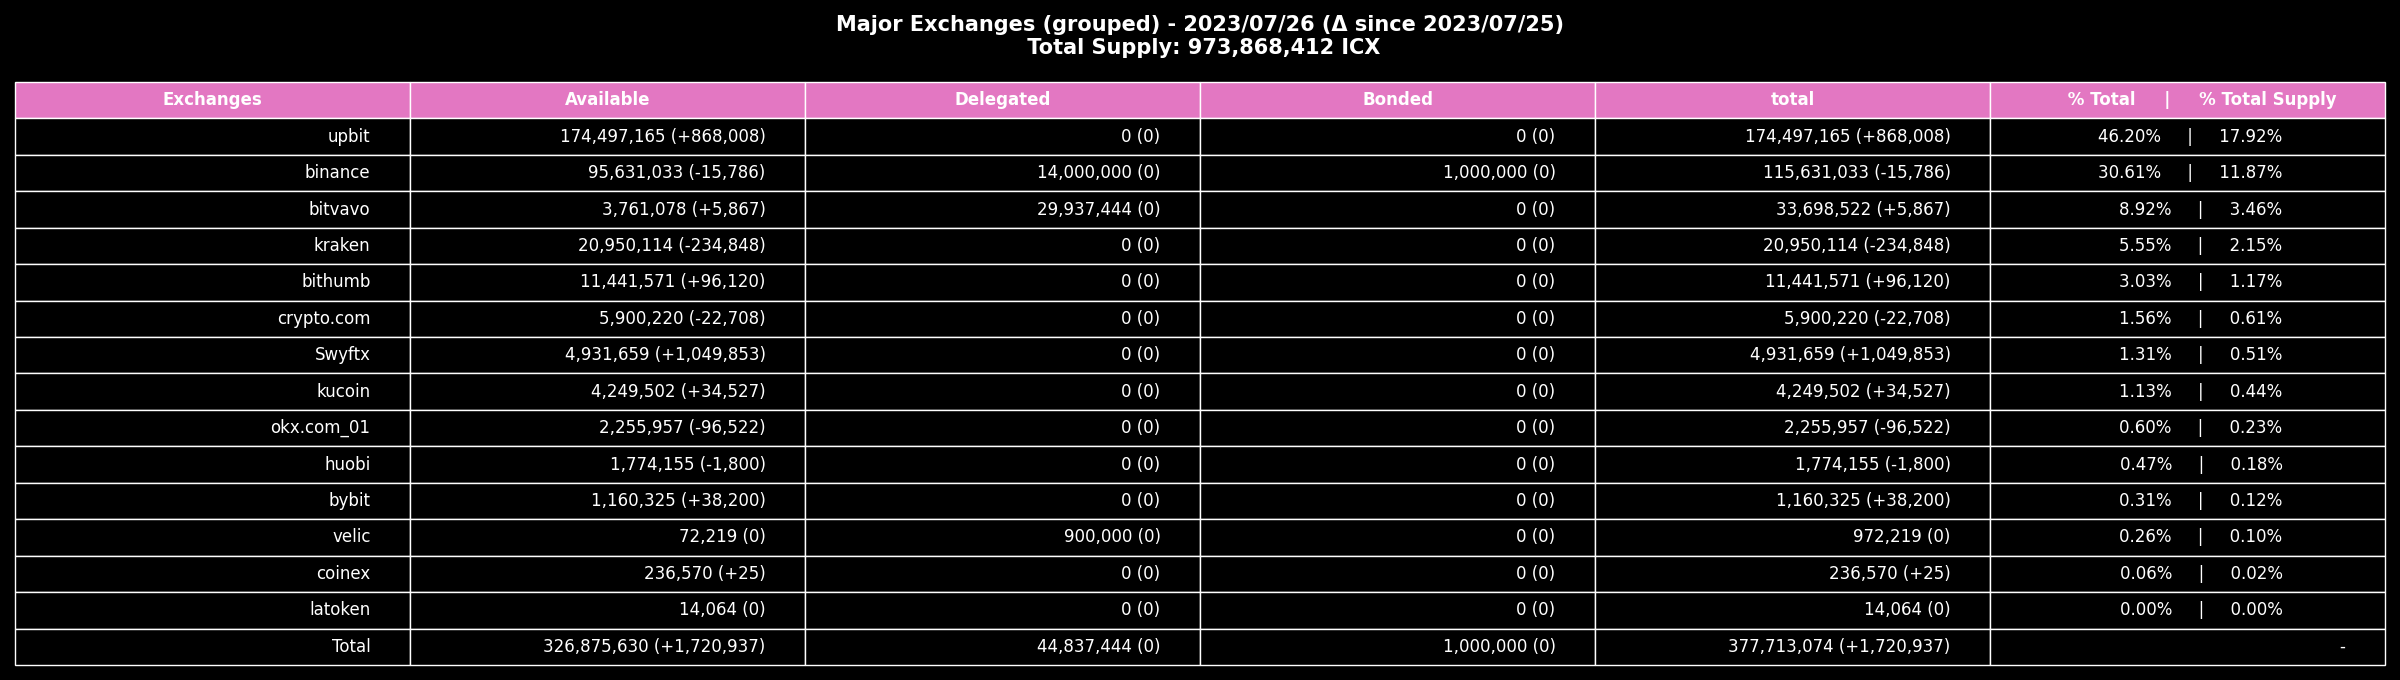 Major Exchanges (grouped) - 2023/07/26 (Δ since 2023/07/25)
Total Supply: 973,868,412 ICX
Exchanges Available Delegated Bonded total % Total | % Total Supply
upbit 174,497,165 (+868,008) 0 (0) 0 (0) 174,497,165 (+868,008) 46.20% | 17.92%
binance 95,631,033 (-15,786) 14,000,000 (0) 1,000,000 (0) 115,631,033 (-15,786) 30.61% | 11.87%
bitvavo 3,761,078 (+5,867) 29,937,444 (0) 0 (0) 33,698,522 (+5,867) 8.92% | 3.46%
kraken 20,950,114 (-234,848) 0 (0) 0 (0) 20,950,114 (-234,848) 5.55% | 2.15%
bithumb 11,441,571 (+96,120) 0 (0) 0 (0) 11,441,571 (+96,120) 3.03% | 1.17%
crypto.com 5,900,220 (-22,708) 0 (0) 0 (0) 5,900,220 (-22,708) 1.56% | 0.61%
Swyftx 4,931,659 (+1,049,853) 0 (0) 0 (0) 4,931,659 (+1,049,853) 1.31% | 0.51%
kucoin 4,249,502 (+34,527) 0 (0) 0 (0) 4,249,502 (+34,527) 1.13% | 0.44%
okx.com_01 2,255,957 (-96,522) 0 (0) 0 (0) 2,255,957 (-96,522) 0.60% | 0.23%
huobi 1,774,155 (-1,800) 0 (0) 0 (0) 1,774,155 (-1,800) 0.47% | 0.18%
bybit 1,160,325 (+38,200) 0 (0) 0 (0) 1,160,325 (+38,200) 0.31% | 0.12%
velic 72,219 (0) 900,000 (0) 0 (0) 972,219 (0) 0.26% | 0.10%
coinex 236,570 (+25) 0 (0) 0 (0) 236,570 (+25) 0.06% | 0.02%
latoken 14,064 (0) 0 (0) 0 (0) 14,064 (0) 0.00% | 0.00%
Total 326,875,630 (+1,720,937) 44,837,444 (0) 1,000,000 (0) 377,713,074 (+1,720,937) -